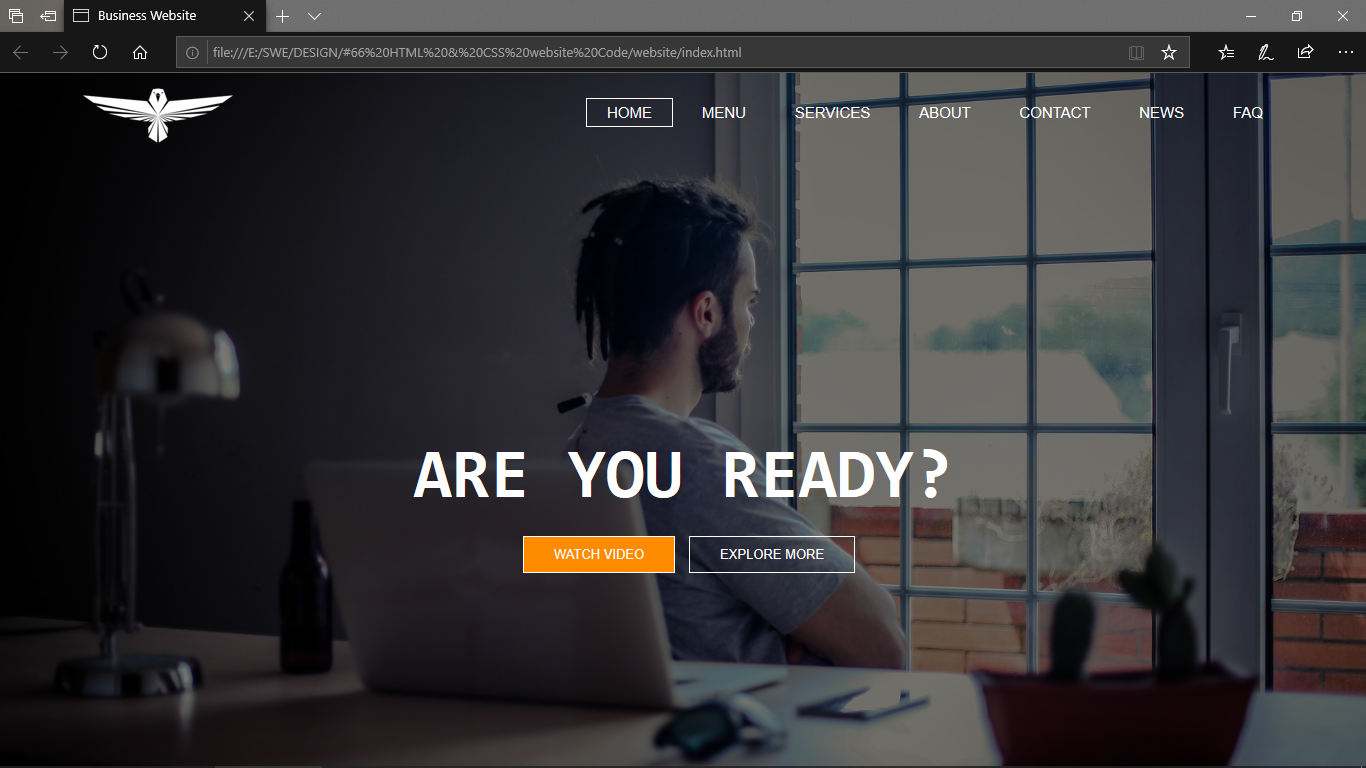 Business Website
file:///E:/SWE/DESIGN/#66%20HTML%20&%20CSS%20website%20Code/website/index.html
HOME MENU SERVICES ABOUT CONTACT NEWS FAQ
ARE YOU READY?
WATCH VIDEO EXPLORE MORE